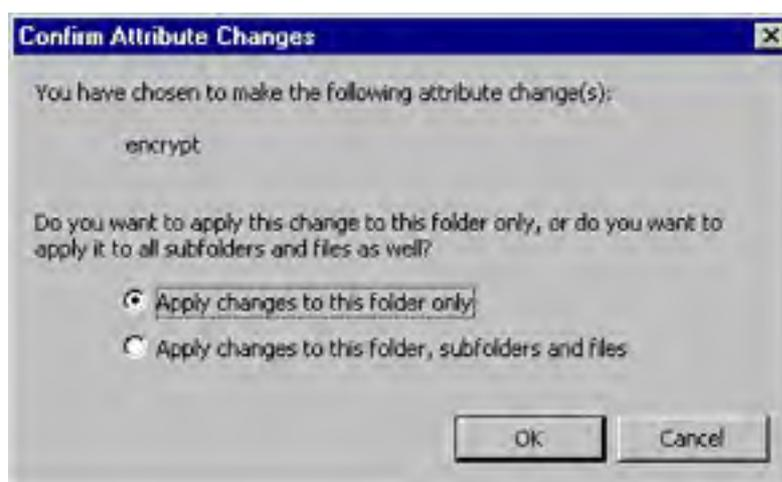 Confirm Attribute Changes
You have chosen to make the following attribute change(s):
encrypt
Do you want to apply this change to this folder only, or do you want to
apply it to all subfolders and files as well?
Apply changes to this folder only
Apply changes to this folder, subfolders and files
OK Cancel